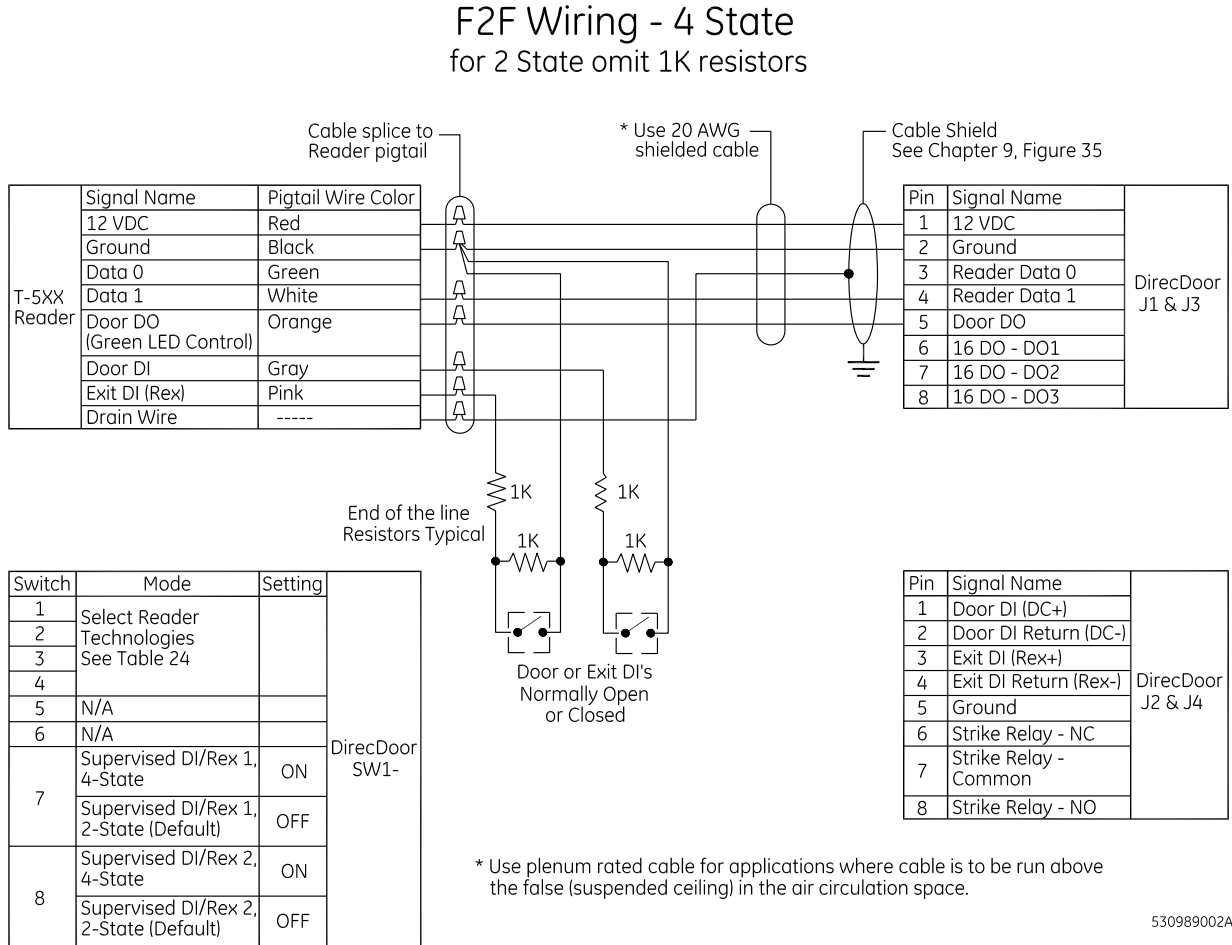 F2F Wiring - 4 State
for 2 State omit 1K resistors
Cable splice to
Reader pigtail
* Use 20 AWG
shielded cable
Cable Shield
See Chapter 9, Figure 35
T-5XX
Reader
Signal Name Pigtail Wire Color
12 VDC Red
Ground Black
Data 0 Green
Data 1 White
Door DO Orange
(Green LED Control)
Door DI Gray
Exit DI (Rex) Pink
Drain Wire -----
Pin Signal Name
1 12 VDC
2 Ground
3 Reader Data 0
4 Reader Data 1
5 Door DO
6 16 DO - DO1
7 16 DO - DO2
8 16 DO - DO3
DirecDoor
J1 & J3
1K
1K
End of the line
Resistors Typical
1K
1K
Door or Exit DI's
Normally Open
or Closed
Switch Mode Setting
1
2
3
4
Select Reader
Technologies
See Table 24
5 N/A
6 N/A
7
Supervised DI/Rex 1,
4-State
ON
Supervised DI/Rex 1,
2-State (Default)
OFF
8
Supervised DI/Rex 2,
4-State
ON
Supervised DI/Rex 2,
2-State (Default)
OFF
DirecDoor
SW1-
Pin Signal Name
1 Door DI (DC+)
2 Door DI Return (DC-)
3 Exit DI (Rex+)
4 Exit DI Return (Rex-)
5 Ground
6 Strike Relay - NC
7 Strike Relay -
Common
8 Strike Relay - NO
DirecDoor
J2 & J4
* Use plenum rated cable for applications where cable is to be run above
the false (suspended ceiling) in the air circulation space.
530989002A